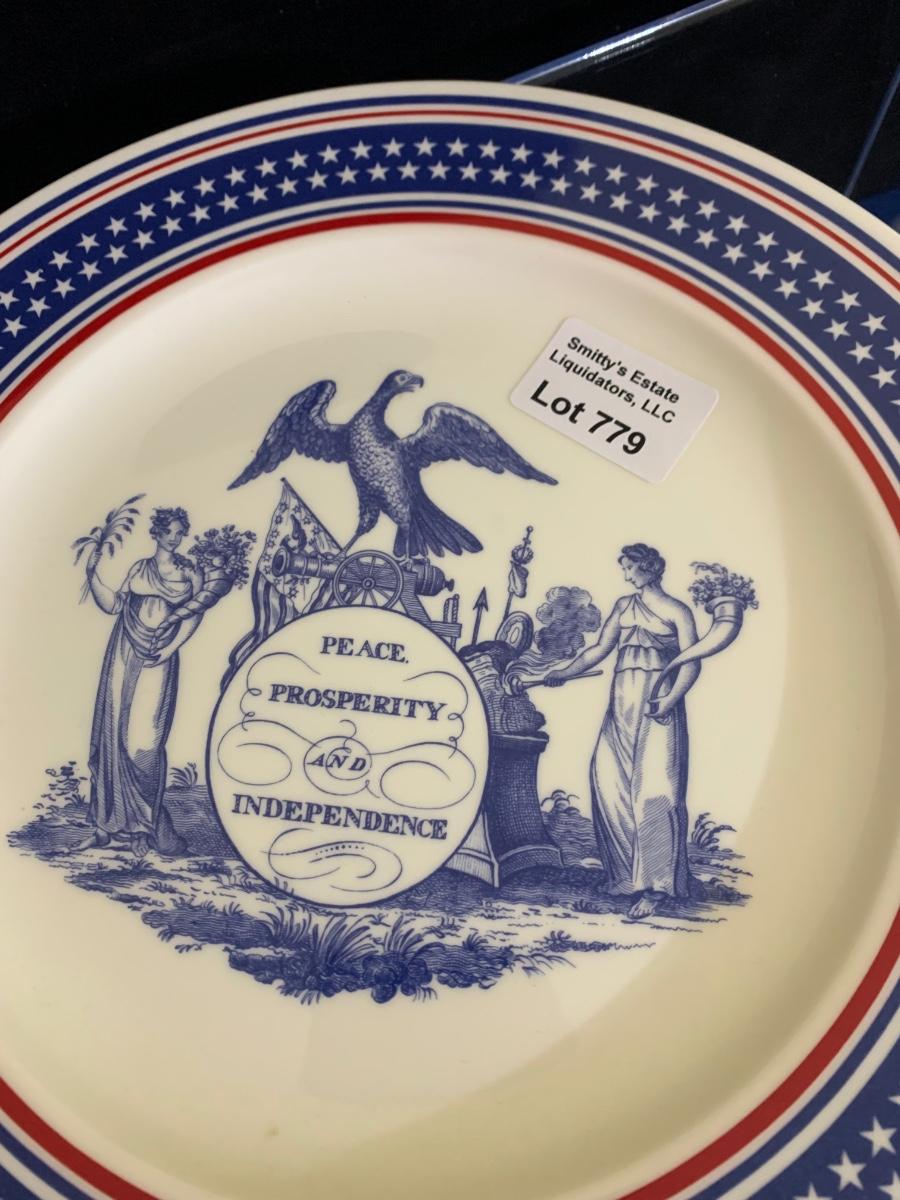 Smitty's Estate
Liquidators, LLC
Lot 779
PEACE.
PROSPERITY
AND
INDEPENDENCE